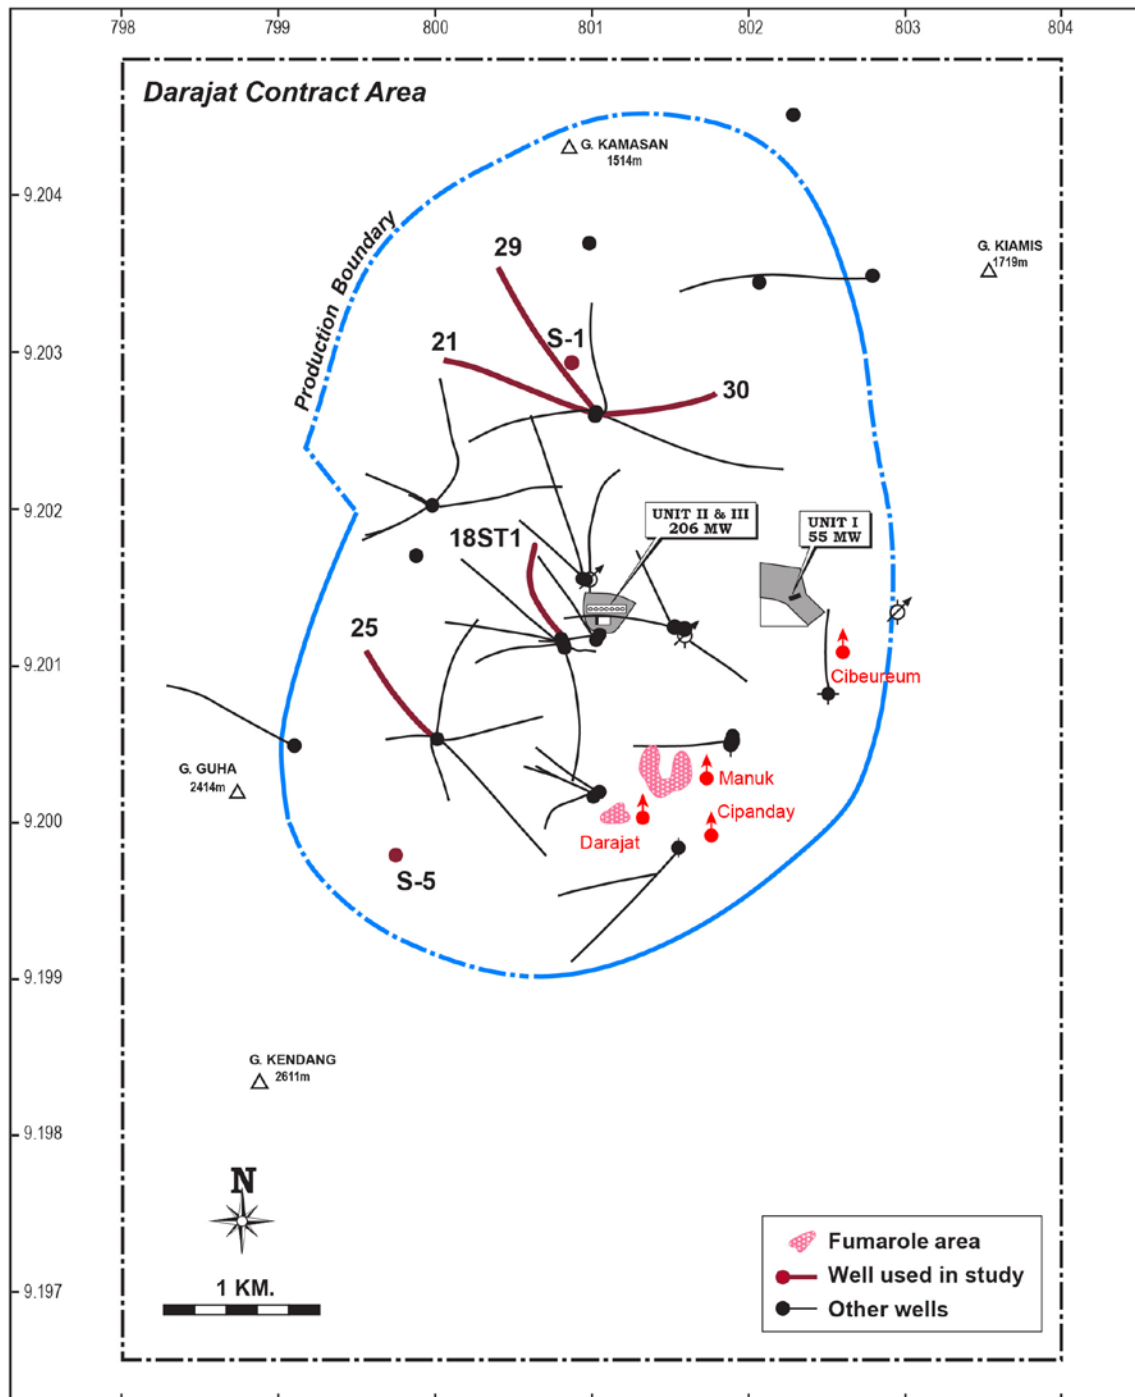 798 799 800 801 802 803 804
Darajat Contract Area
G. KAMASAN
1514m
9.204
Production Boundary
29
G. KIAMIS
1719m
S-1
21
9.203
30
9.202
UNIT II & III
206 MW
UNIT I
55 MW
18ST1
25
9.201
Cibeureum
G. GUHA
2414m
Manuk
Cipanday
9.200
Darajat
S-5
9.199
G. KENDANG
2611m
9.198
N
1 KM.
9.197
Fumarole area
Well used in study
Other wells